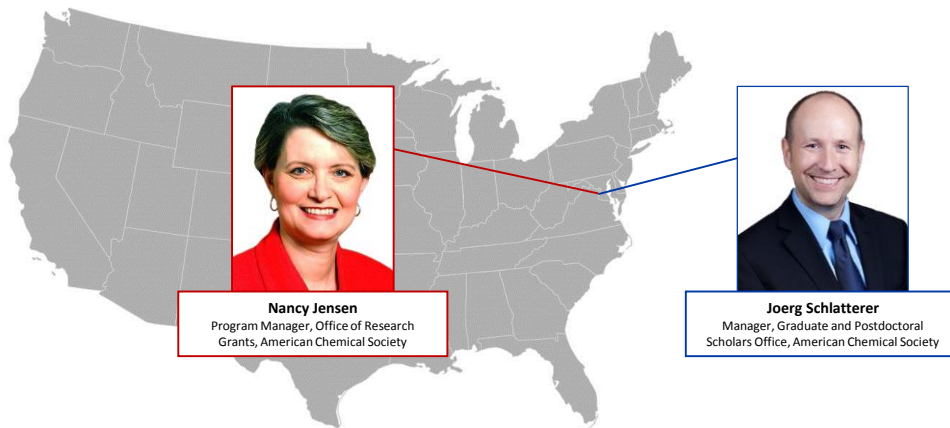 Nancy Jensen
Program Manager, Office of Research
Grants, American Chemical Society
Joerg Schlatterer
Manager, Graduate and Postdoctoral
Scholars Office, American Chemical Society